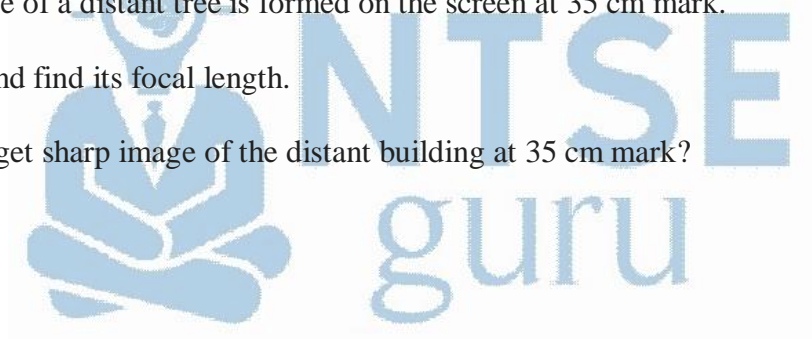 e of a distant tree is formed on the screen at 35 cm mark.
nd find its focal length.
get sharp image of the distant building at 35 cm mark?
NTSE
guru